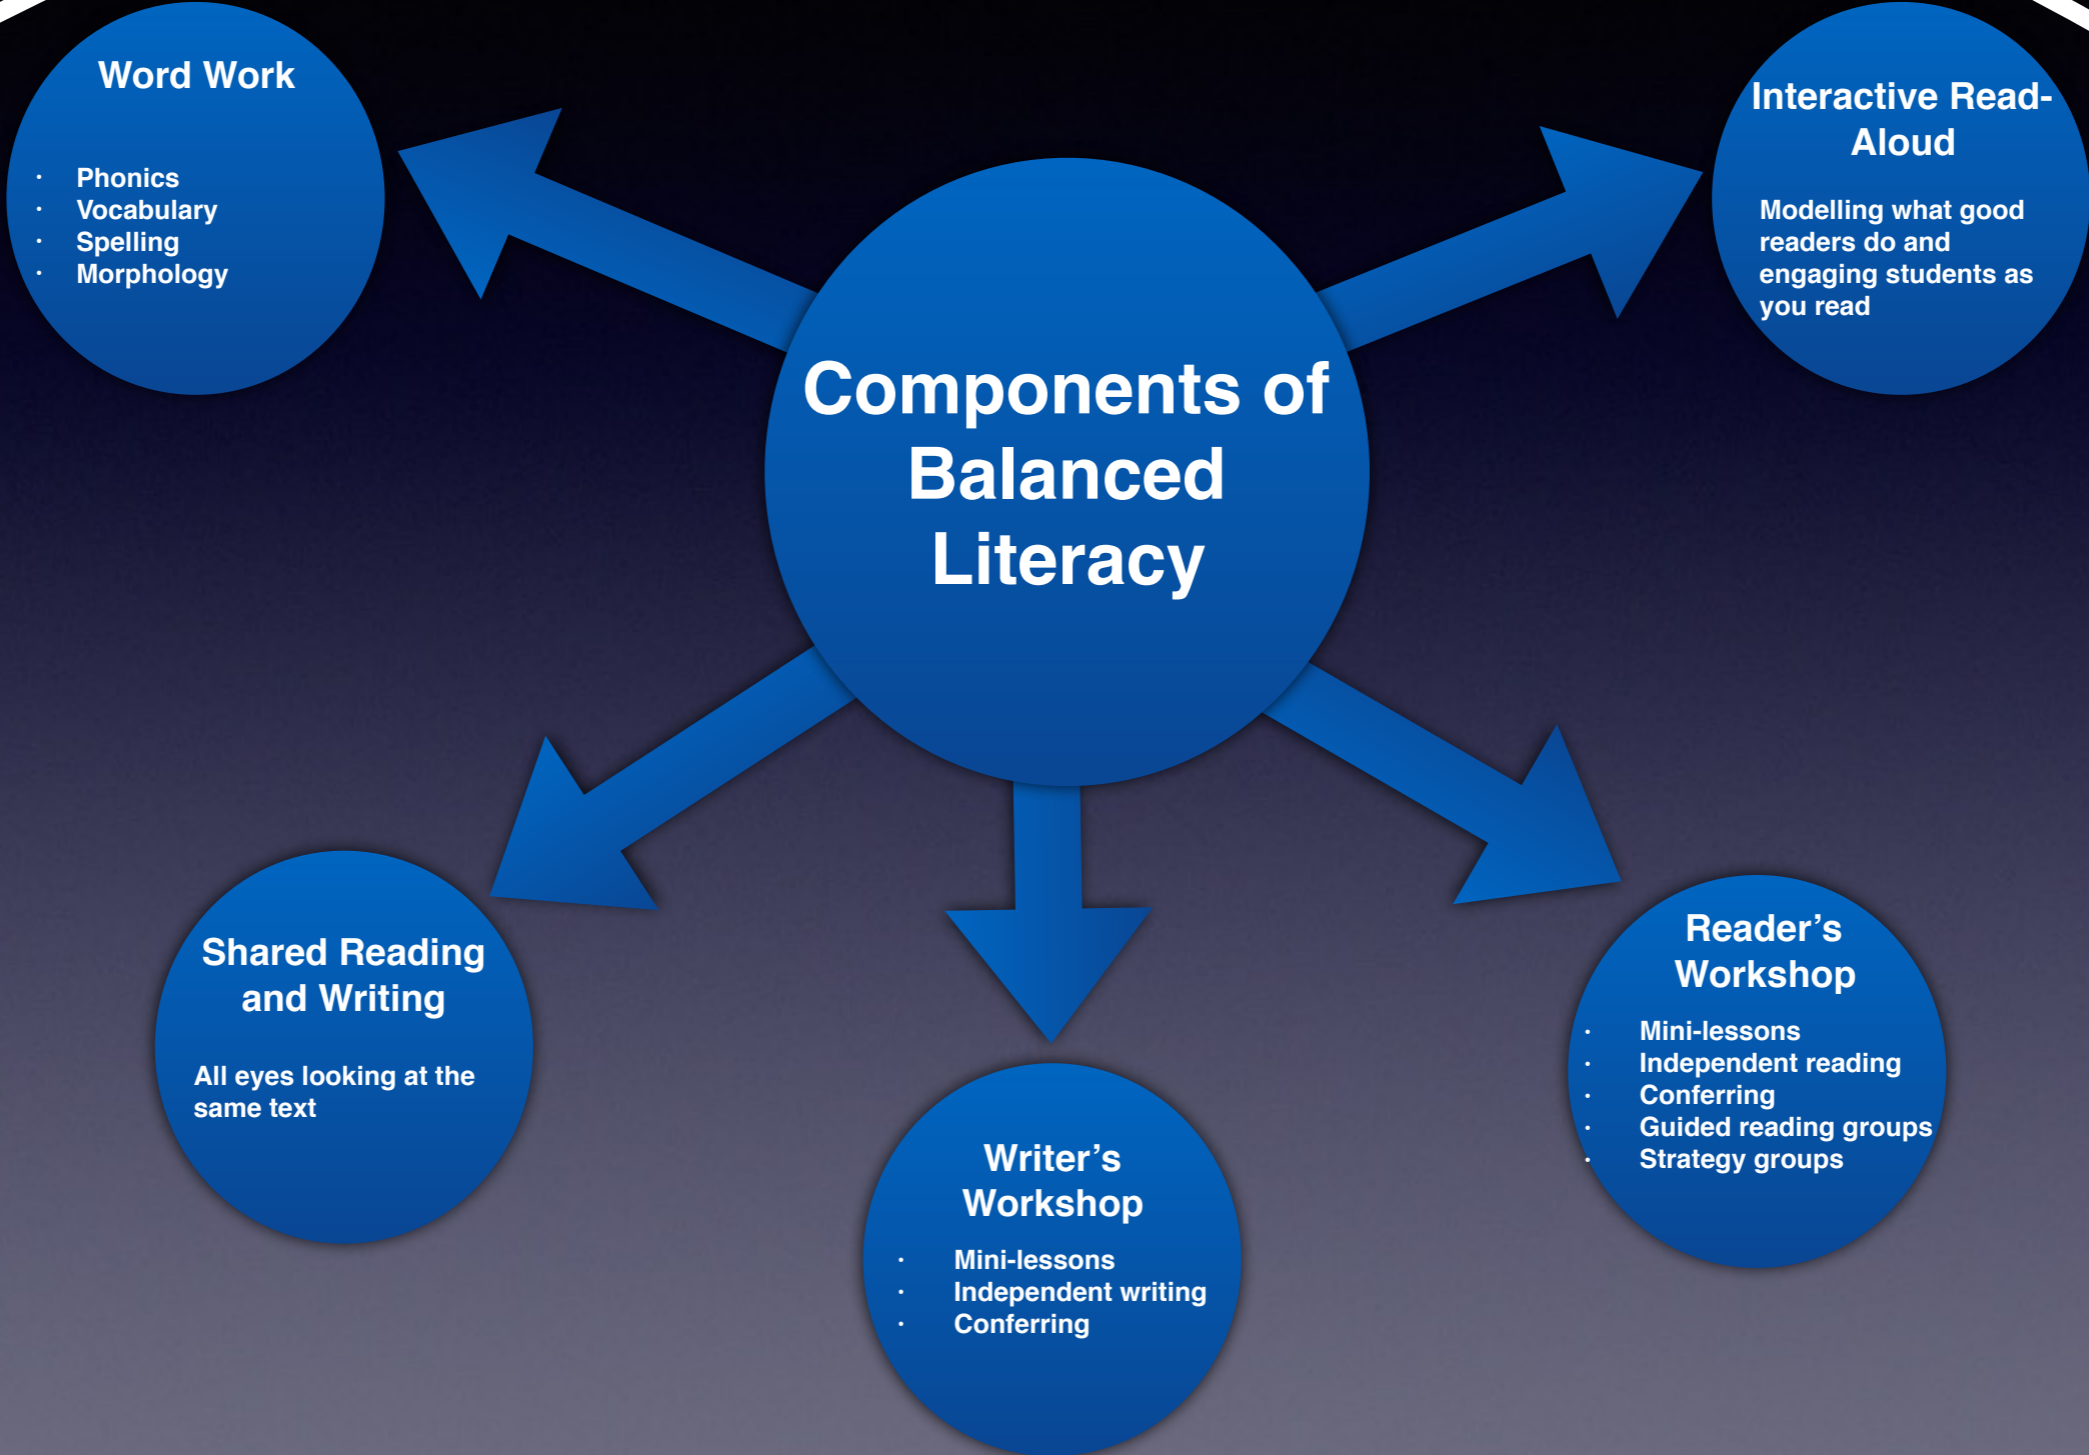 Word Work
· Phonics
· Vocabulary
· Spelling
· Morphology
Interactive Read-
Aloud
Modelling what good
readers do and
engaging students as
you read
Components of
Balanced
Literacy
Shared Reading
and Writing
All eyes looking at the
same text
Writer’s
Workshop
· Mini-lessons
· Independent writing
· Conferring
Reader’s
Workshop
· Mini-lessons
· Independent reading
· Conferring
· Guided reading groups
· Strategy groups